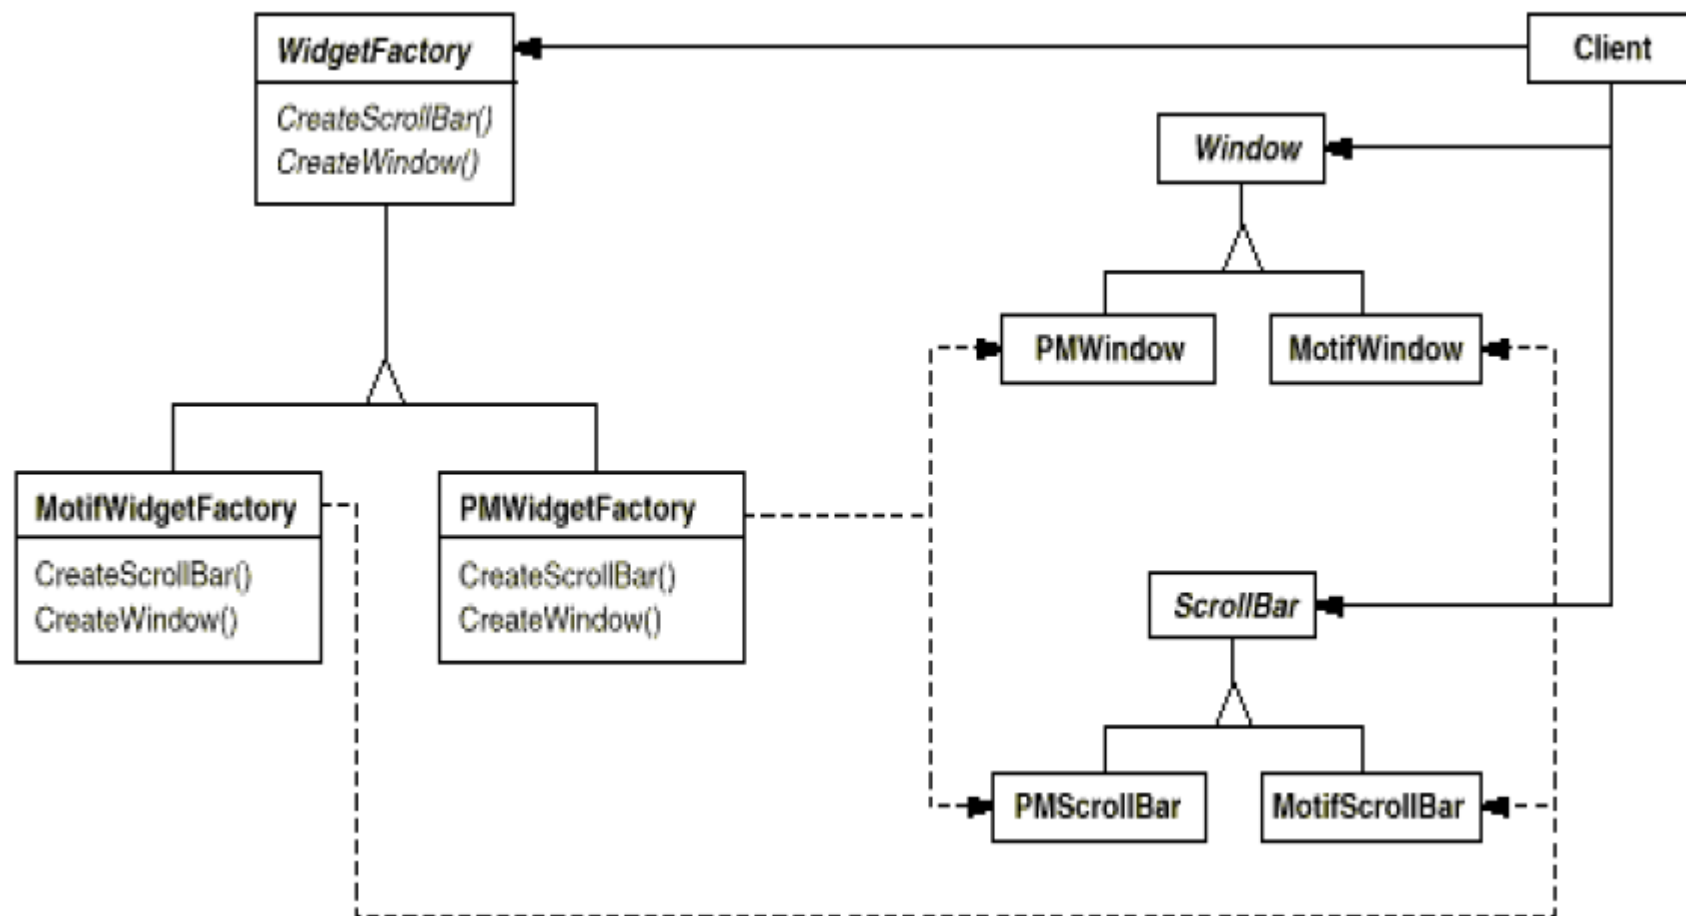 WidgetFactory
CreateScrollBar()
CreateWindow()
Client
Window
PMWindow
MotifWindow
MotifWidgetFactory
CreateScrollBar()
CreateWindow()
PMWidgetFactory
CreateScrollBar()
CreateWindow()
ScrollBar
PMScrollBar
MotifScrollBar